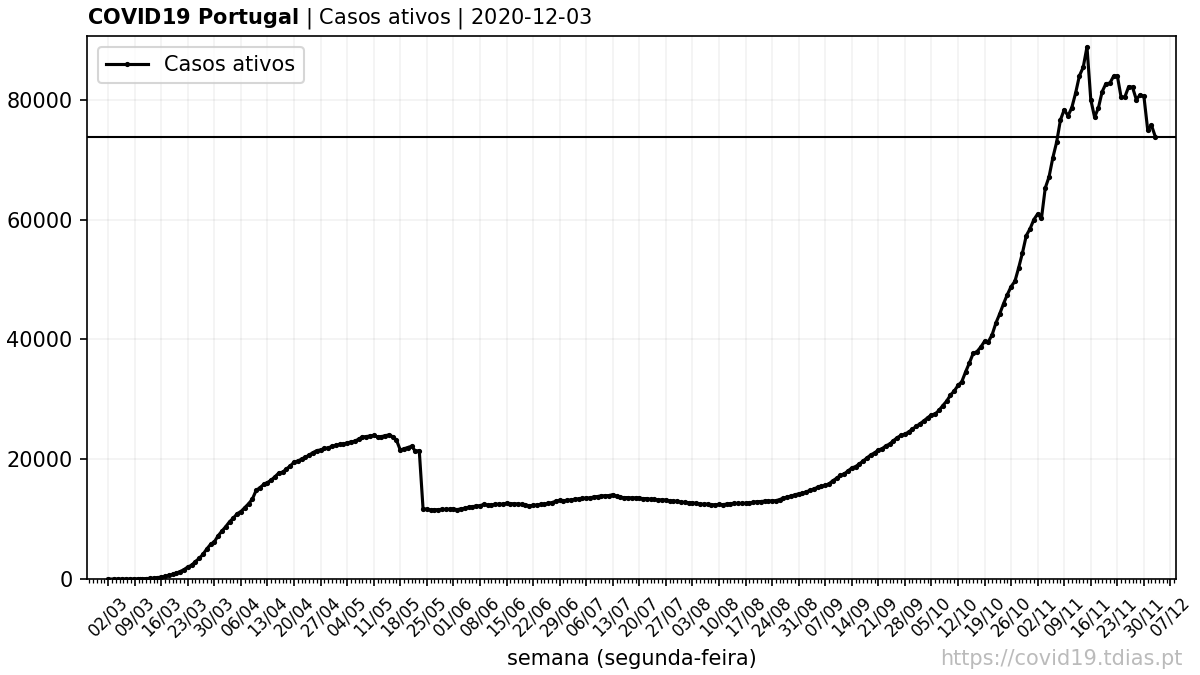 COVID19 Portugal | Casos ativos | 2020-12-03
Casos ativos
80000
60000
40000
20000
0
02/03 09/03 16/03 23/03 30/03 06/04 13/04 20/04 27/04 04/05 11/05 18/05 25/05 01/06 08/06 15/06 22/06 29/06 06/07 13/07 20/07 27/07 03/08 10/08 17/08 24/08 31/08 07/09 14/09 21/09 28/09 05/10 12/10 19/10 26/10 02/11 09/11 16/11 23/11 30/11 07/12
semana (segunda-feira)
https://covid19.tdias.pt